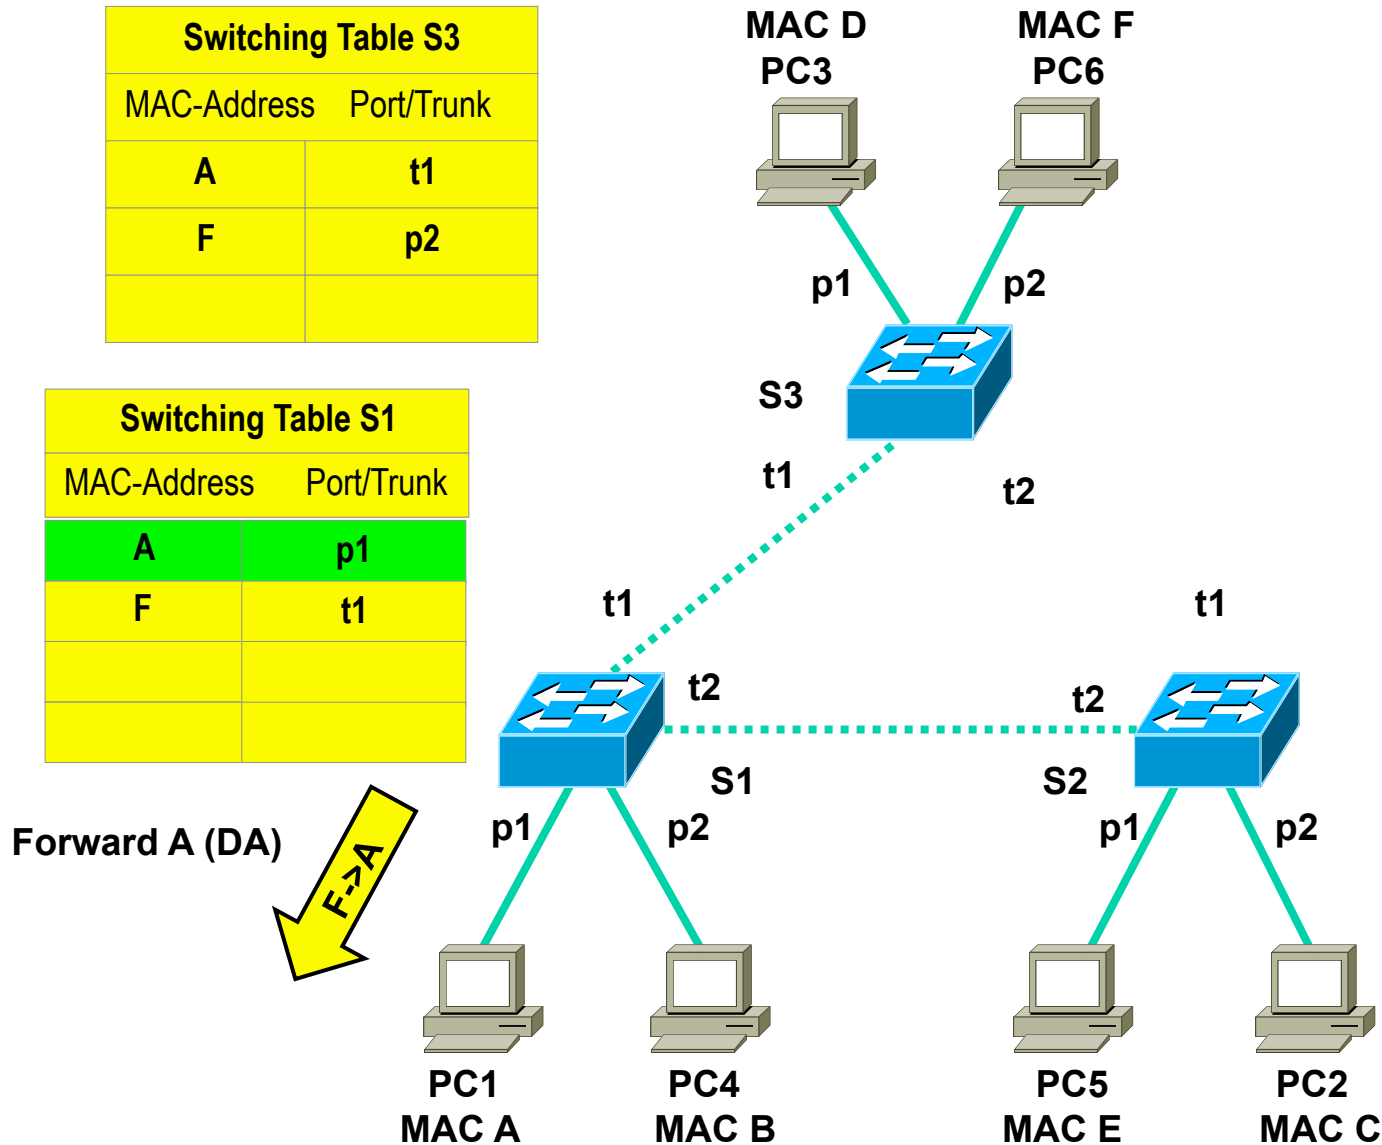 Switching Table S3
MAC-Address Port/Trunk
A t1
F p2
MAC D
PC3
MAC F
PC6
p1
p2
S3
t1
t2
Switching Table S1
MAC-Address Port/Trunk
A p1
F t1
t1
t1
t2
t2
S1
S2
p1
p2
p1
p2
Forward A (DA)
F->A
PC1
MAC A
PC4
MAC B
PC5
MAC E
PC2
MAC C